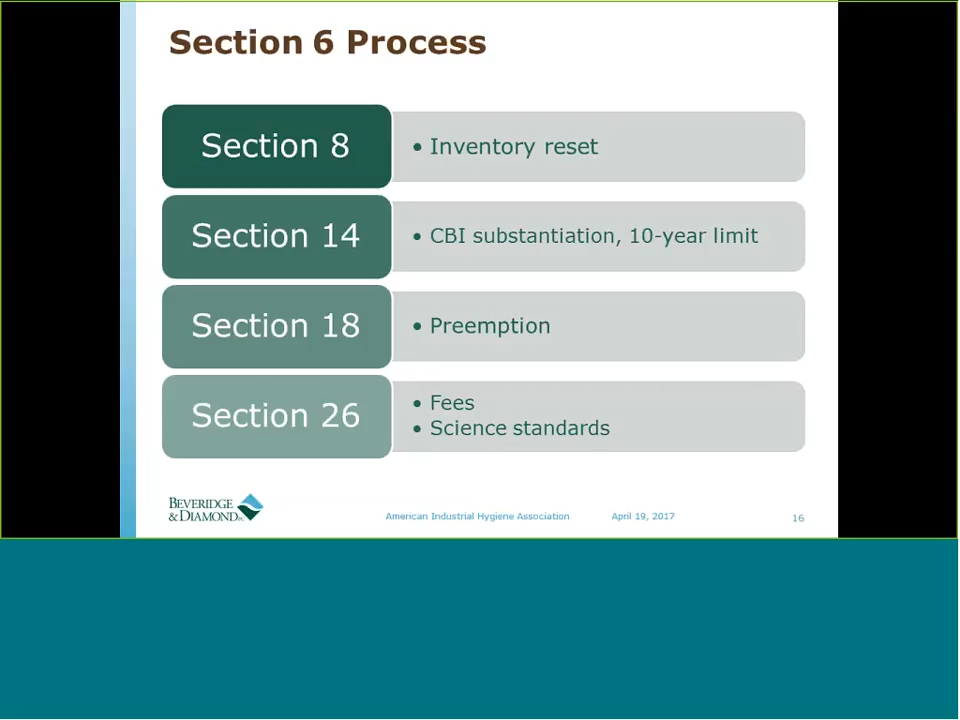 Section 6 Process
Section 8
• Inventory reset
Section 14
• CBI substantiation, 10-year limit
Section 18
• Preemption
Section 26
• Fees
• Science standards
BEVERIDGE
& DIAMOND PC
American Industrial Hygiene Association
April 19, 2017
16